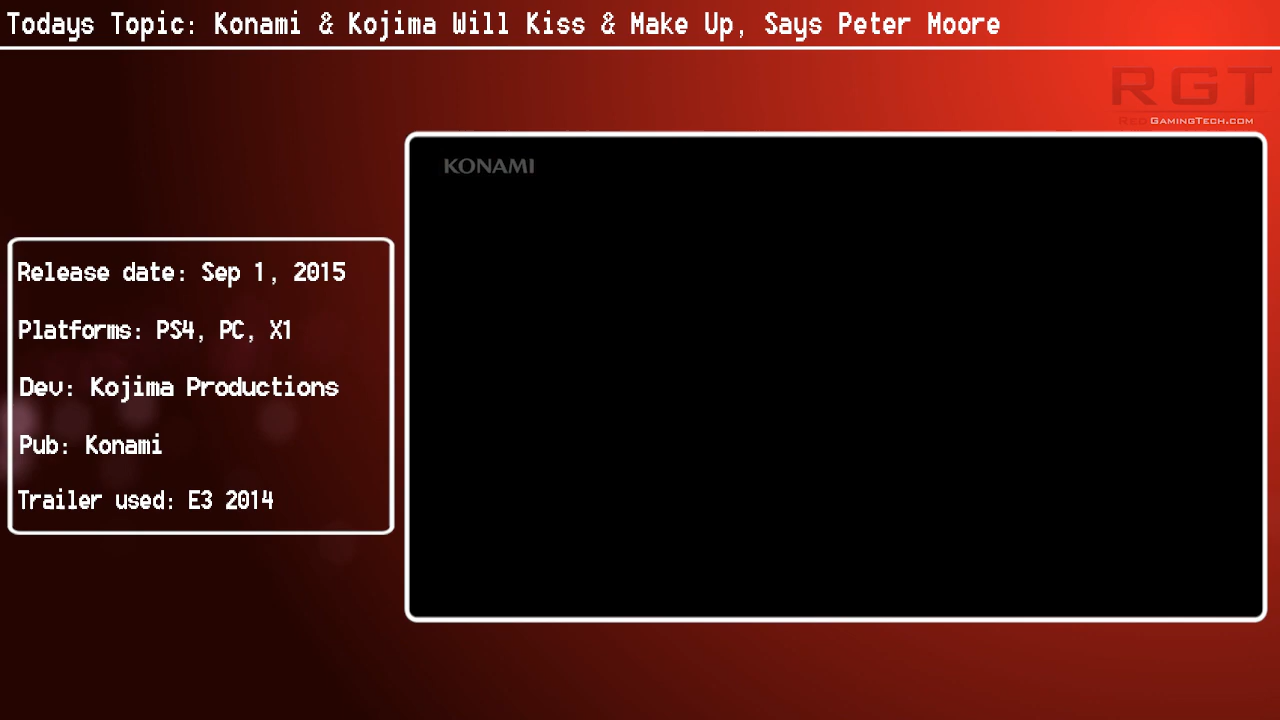 Todays Topic: Konami & Kojima Will Kiss & Make Up, Says Peter Moore
RGT
RedGamingTech.com
KONAMI
Release date: Sep 1, 2015
Platforms: PS4, PC, X1
Dev: Kojima Productions
Pub: Konami
Trailer used: E3 2014